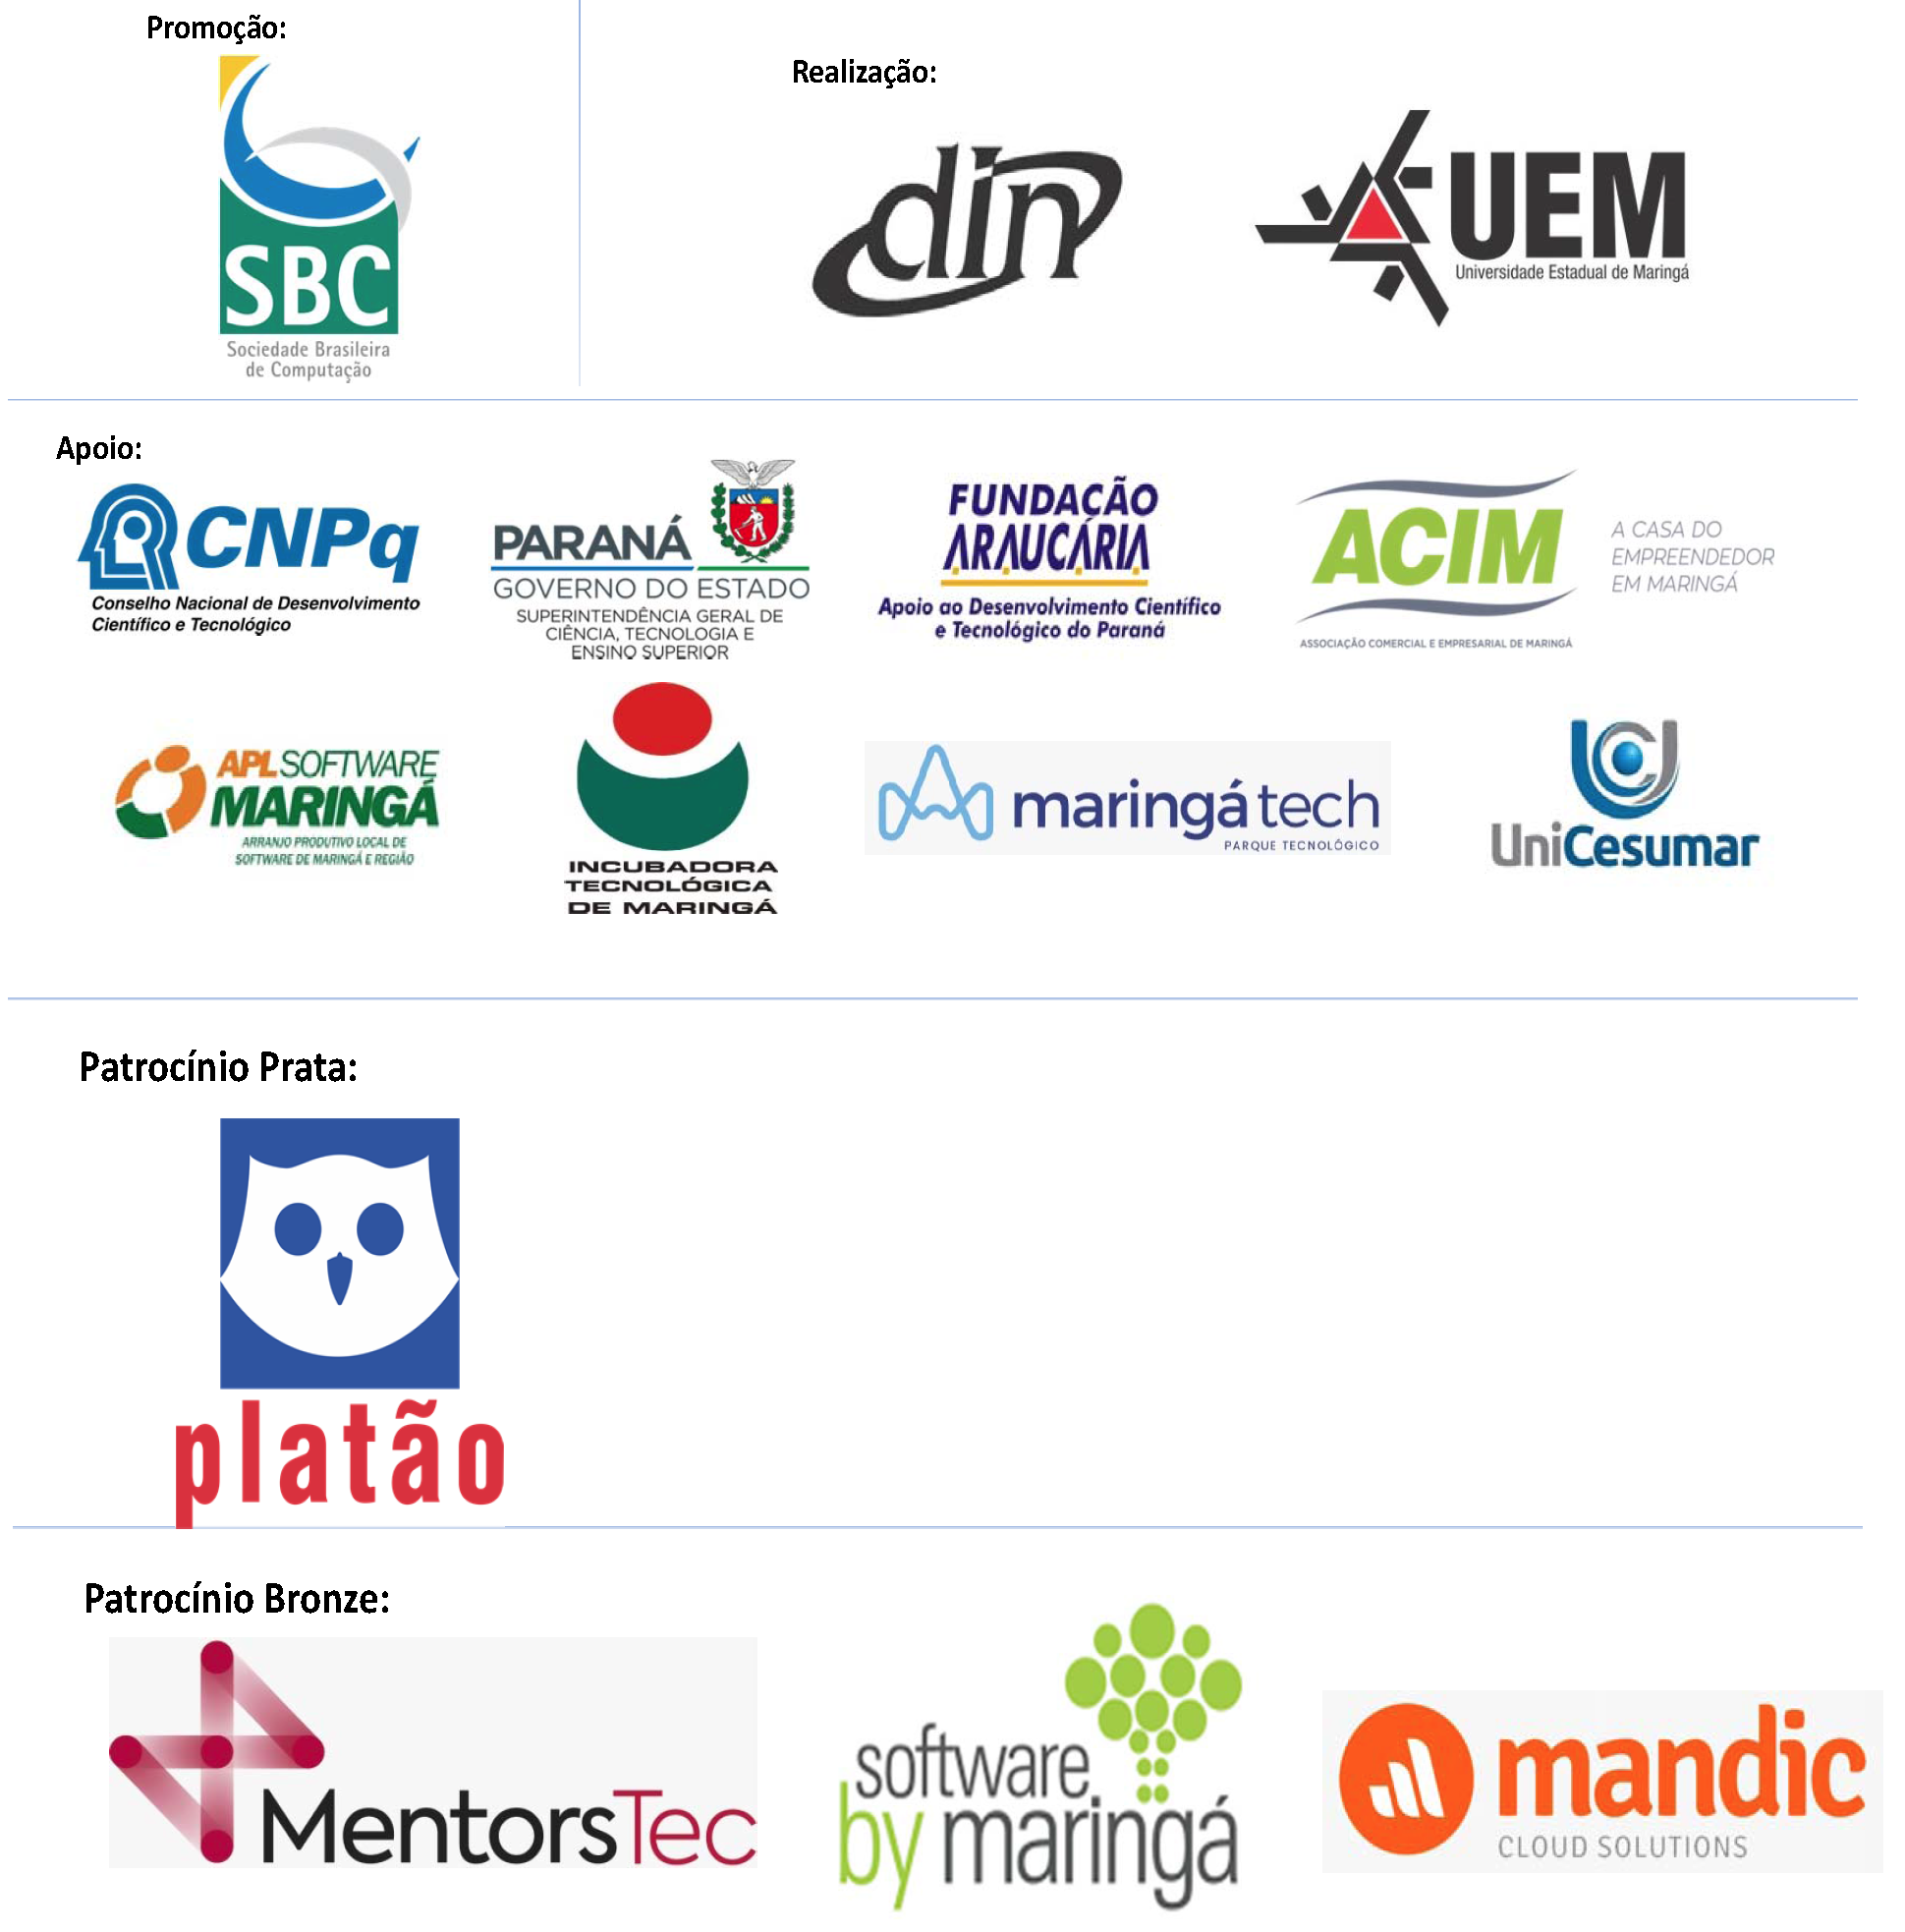 Promoção:
SBC
Sociedade Brasileira
de Computação
Realização:
din
UEM
Universidade Estadual de Maringá
Apoio:
CNPq
Conselho Nacional de Desenvolvimento
Científico e Tecnológico
PARANÁ
GOVERNO DO ESTADO
SUPERINTENDÊNCIA GERAL DE
CIÊNCIA, TECNOLOGIA E
ENSINO SUPERIOR
FUNDAÇÃO
ARAUCÁRIA
Apoio ao Desenvolvimento Científico
e Tecnológico do Paraná
ACIM
ASSOCIAÇÃO COMERCIAL E EMPRESARIAL DE MARINGÁ
A CASA DO
EMPREENDEDOR
EM MARINGÁ
APL SOFTWARE
MARINGÁ
ARRANJO PRODUTIVO LOCAL DE
SOFTWARE DE MARINGÁ E REGIÃO
INCUBADORA
TECNOLÓGICA
DE MARINGÁ
maringá tech
PARQUE TECNOLÓGICO
UniCesumar
Patrocínio Prata:
platão
Patrocínio Bronze:
MentorsTec
software
by maringá
mandic
CLOUD SOLUTIONS